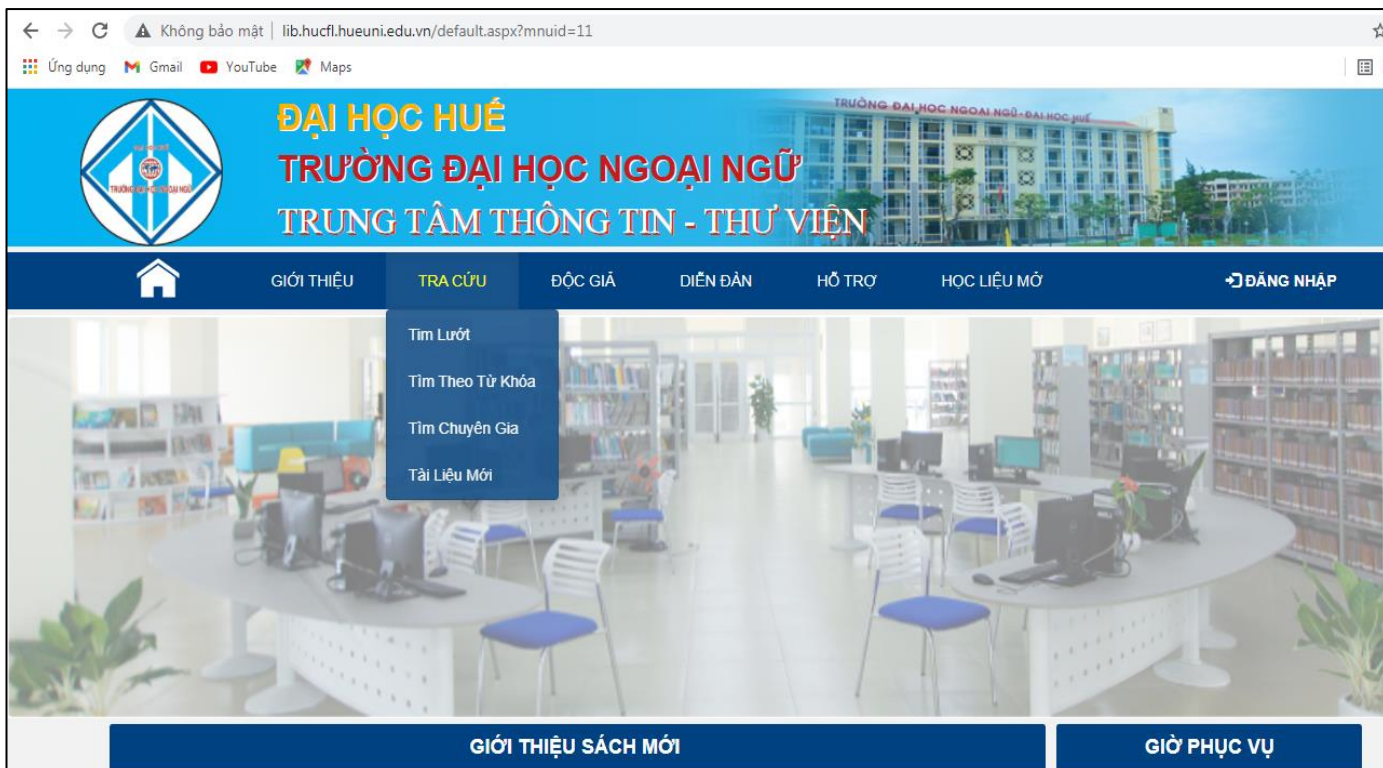 Không bảo mật | lib.hucfl.hueuni.edu.vn/default.aspx?mnuid=11
Ứng dụng Gmail YouTube Maps
ĐẠI HỌC HUẾ
TRƯỜNG ĐẠI HỌC NGOẠI NGỮ
TRUNG TÂM THÔNG TIN - THƯ VIỆN
TRƯỜNG ĐẠI HỌC NGOẠI NGỮ - ĐẠI HỌC HUẾ
GIỚI THIỆU TRA CỨU ĐỘC GIẢ DIỄN ĐÀN HỖ TRỢ HỌC LIỆU MỞ ĐĂNG NHẬP
Tìm Lướt
Tìm Theo Từ Khóa
Tìm Chuyên Gia
Tài Liệu Mới
GIỚI THIỆU SÁCH MỚI GIỜ PHỤC VỤ